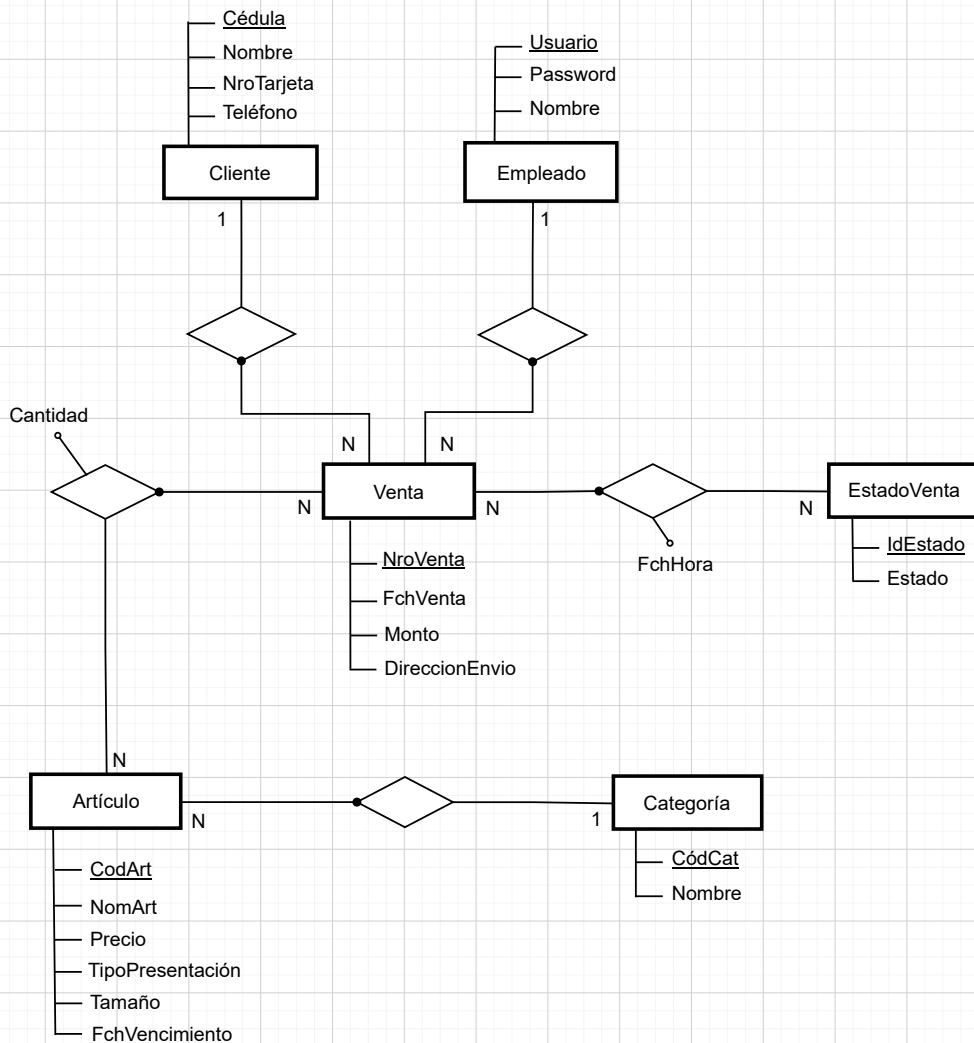 Cédula
Nombre
NroTarjeta
Teléfono
Usuario
Password
Nombre
Cliente
Empleado
1
1
Cantidad
N
N
N
Venta
N
N
EstadoVenta
FchHora
IdEstado
Estado
NroVenta
FchVenta
Monto
DireccionEnvio
N
Artículo
N
1
Categoría
CódCat
Nombre
CodArt
NomArt
Precio
TipoPresentación
Tamaño
FchVencimiento